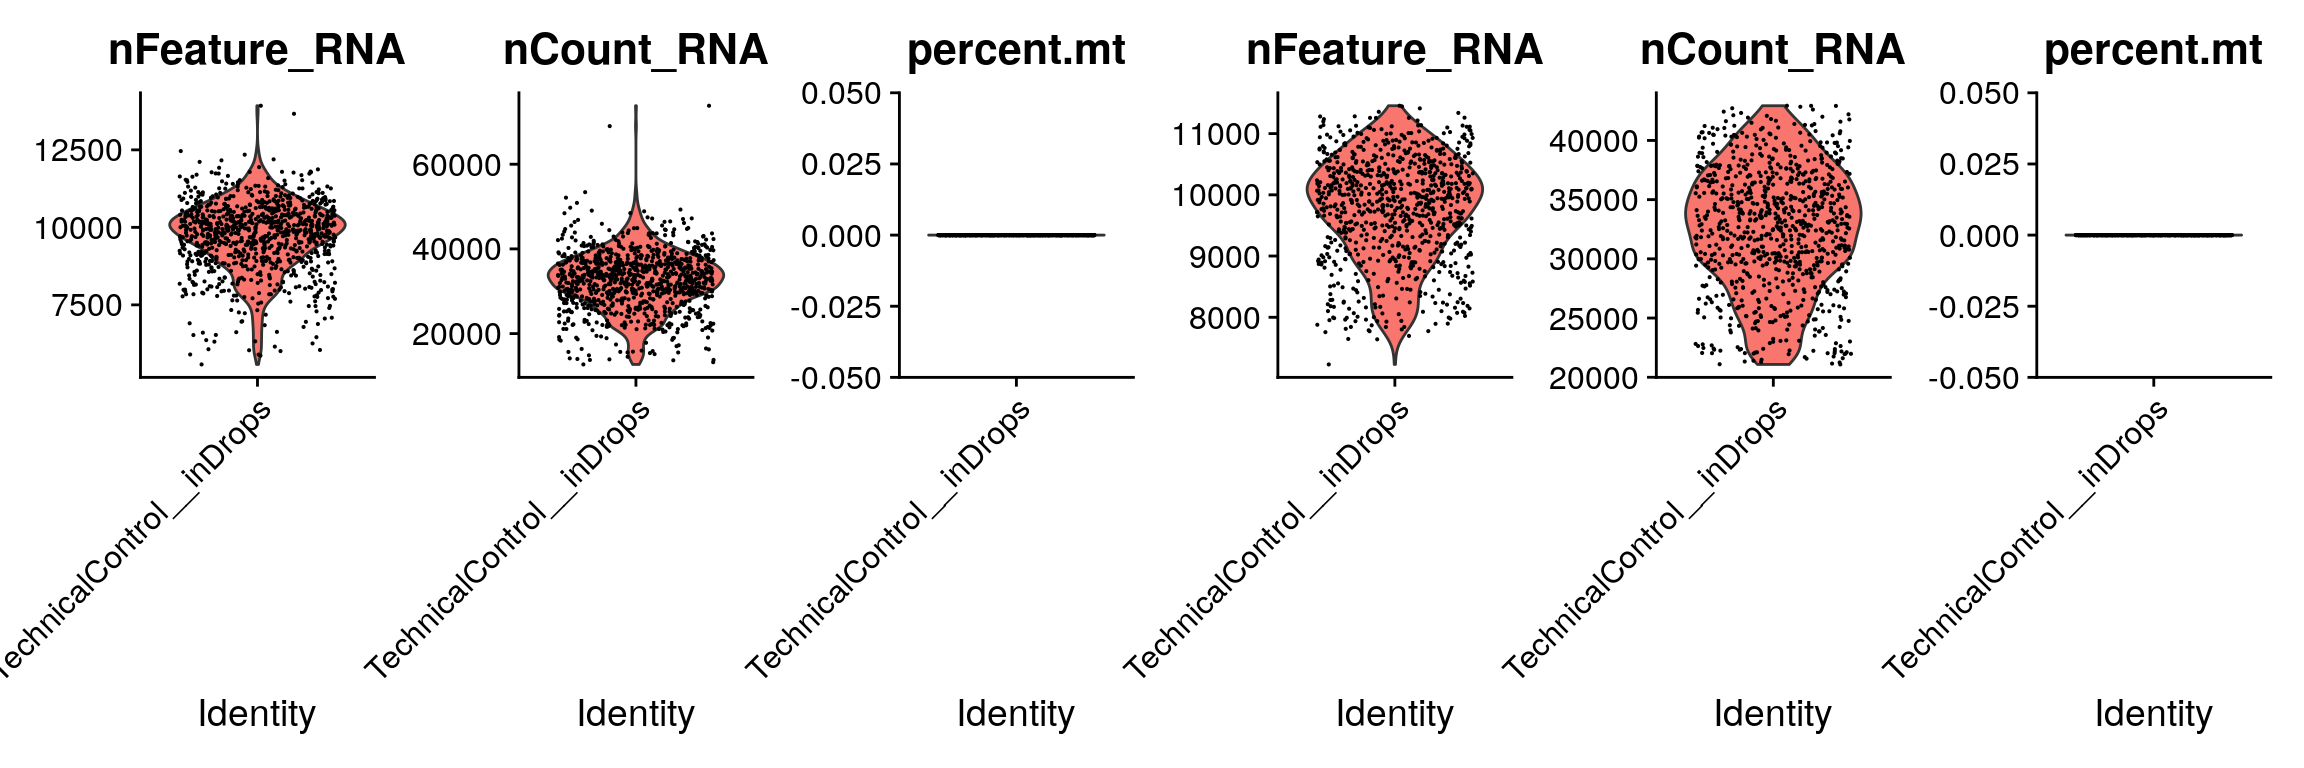 nFeature_RNA
12500
10000
7500
TechnicalControl__inDrops
Identity
nCount_RNA
60000
40000
20000
TechnicalControl__inDrops
Identity
percent.mt
0.050
0.025
0.000
-0.025
-0.050
TechnicalControl__inDrops
Identity
nFeature_RNA
11000
10000
9000
8000
TechnicalControl__inDrops
Identity
nCount_RNA
40000
35000
30000
25000
20000
TechnicalControl__inDrops
Identity
percent.mt
0.050
0.025
0.000
-0.025
-0.050
TechnicalControl__inDrops
Identity